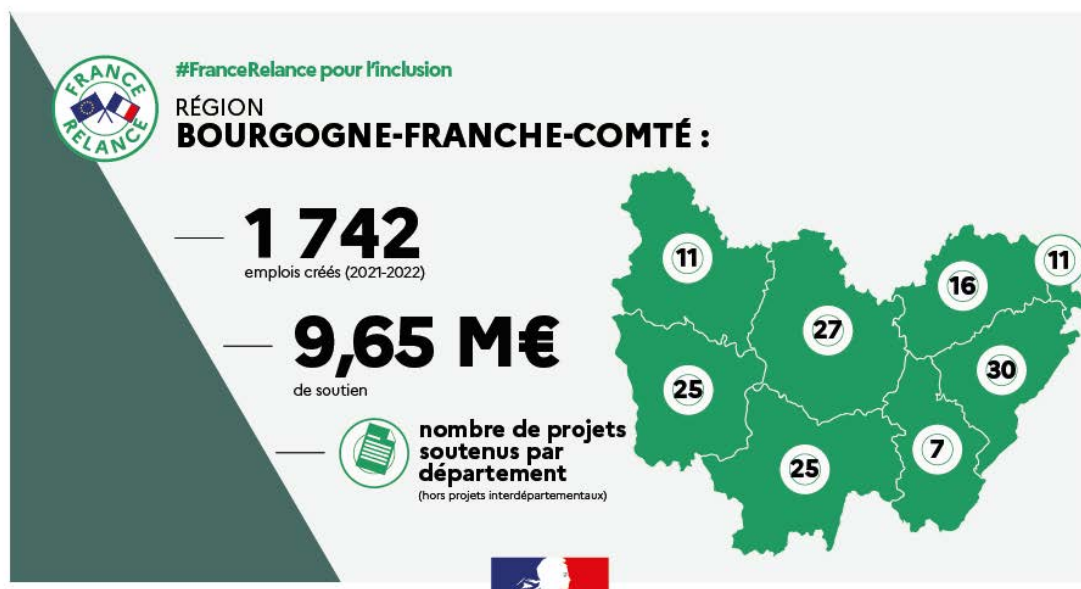 #FranceRelance pour l'inclusion
FRANCE
RELANCE
RÉGION
BOURGOGNE-FRANCHE-COMTÉ :
1 742
emplois créés (2021-2022)
9,65 M€
de soutien
nombre de projets
soutenus par
département
(hors projets interdépartementaux)
11
11
16
27
30
25
7
25